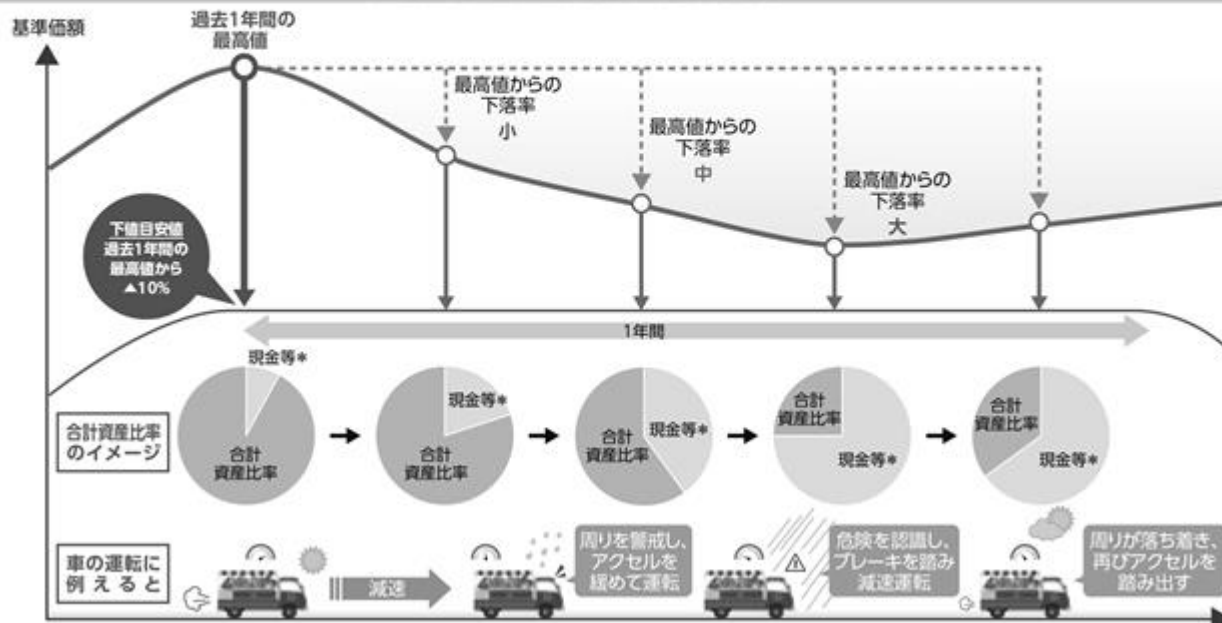 基準価額
過去1年間の
最高値
最高値からの
下落率
小
最高値からの
下落率
中
最高値からの
下落率
大
下値目安値
過去1年間の
最高値から
▲10%
1年間
合計資産比率
のイメージ
現金等*
合計
資産比率
現金等*
合計
資産比率
現金等*
合計
資産比率
合計
資産比率
現金等*
合計
資産比率
現金等*
車の運転に
例えると
減速
周りを警戒し、
アクセルを
緩めて運転
危険を認識し、
ブレーキを踏み
減速運転
周りが落ち着き、
再びアクセルを
踏み出す